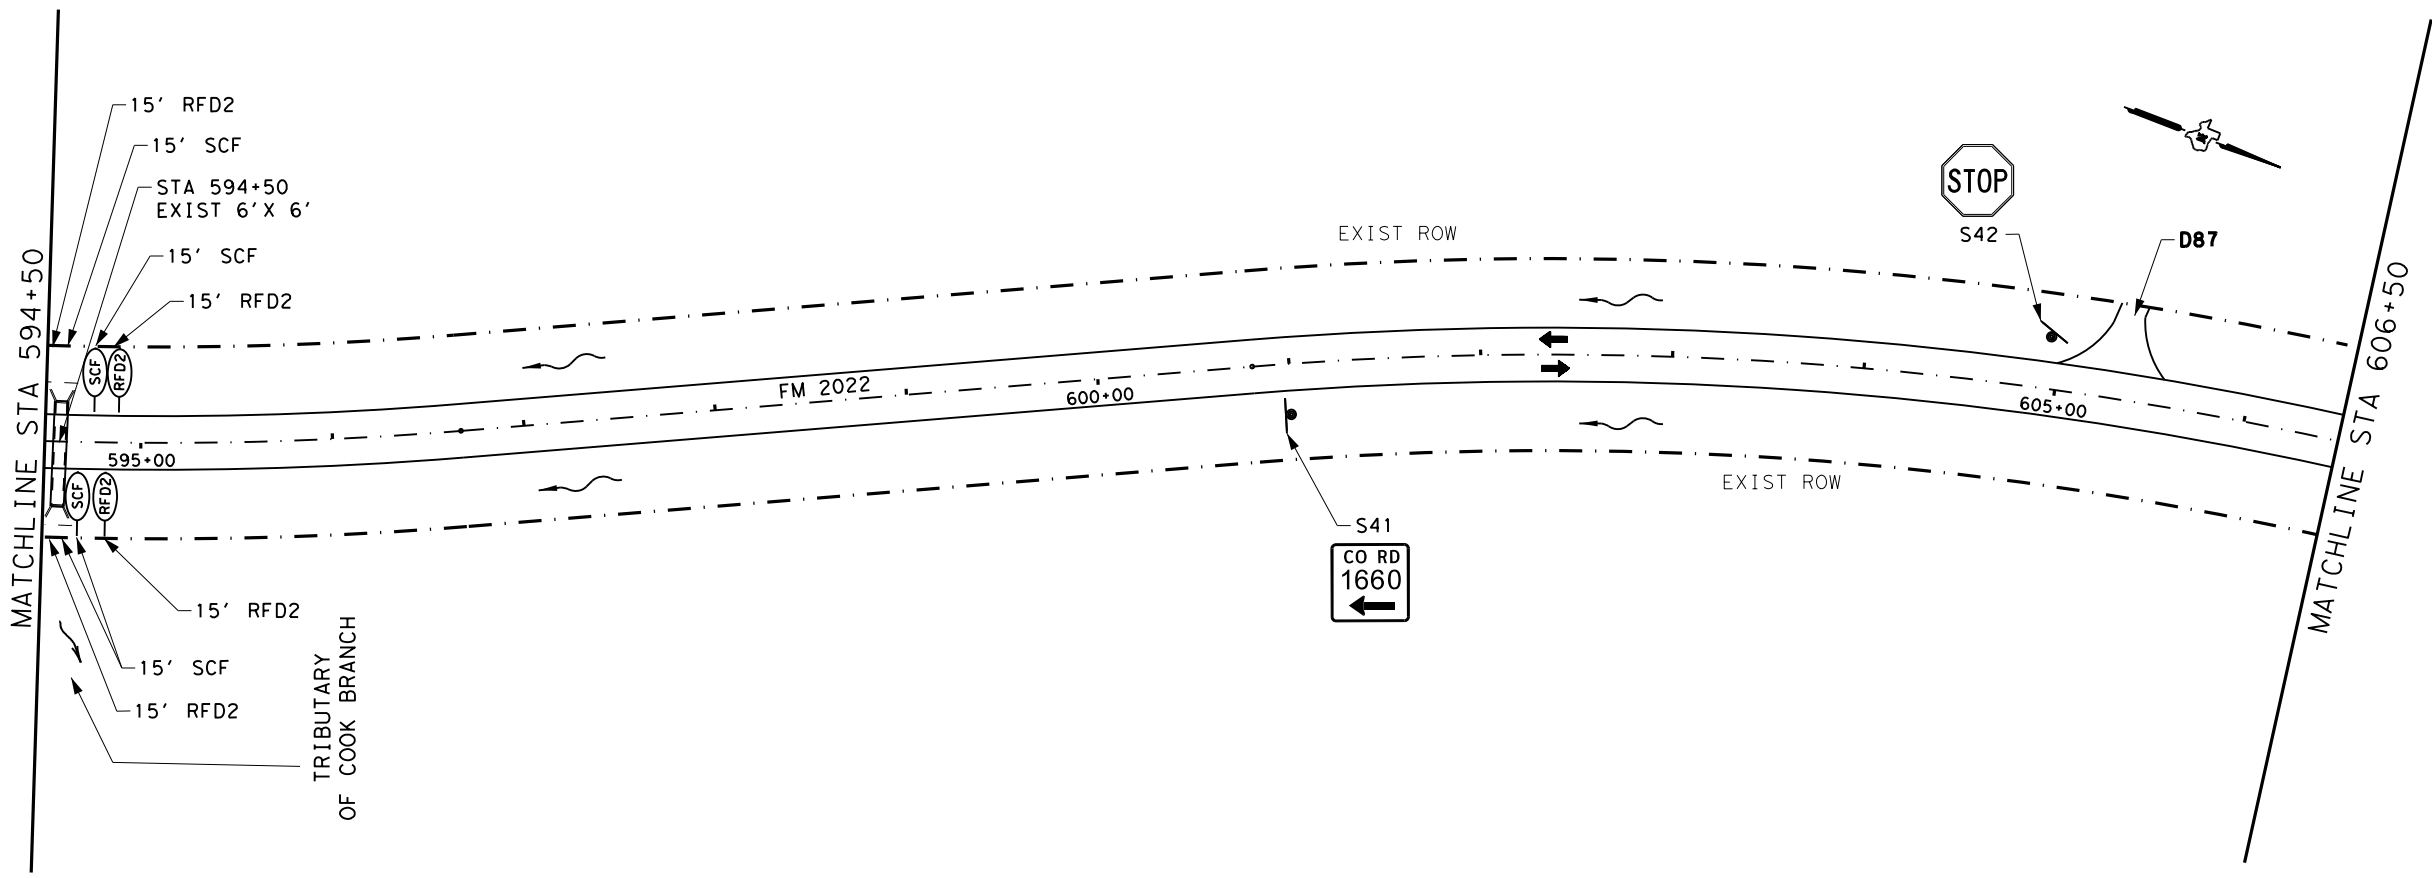 MATCHLINE STA 594+50
15' RFD2
15' SCF
STA 594+50
EXIST 6'X 6'
15' SCF
15' RFD2
SCF
RFD2
595+00
SCF
RFD2
15' RFD2
15' SCF
15' RFD2
TRIBUTARY
OF COOK BRANCH
FM 2022
600+00
EXIST ROW
S41
CO RD
1660
EXIST ROW
STOP
S42
D87
605+00
MATCHLINE STA 606+50